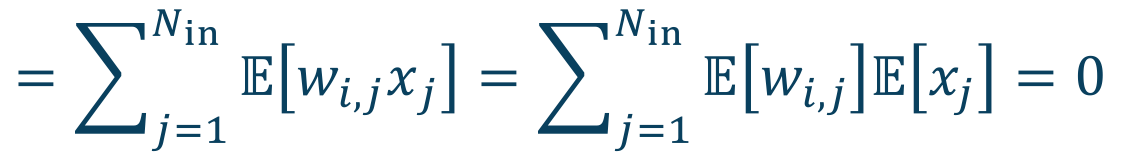 = ∑_{j=1}^{N_in} 𝔼[w_{i,j}x_j] = ∑_{j=1}^{N_in} 𝔼[w_{i,j}]𝔼[x_j] = 0